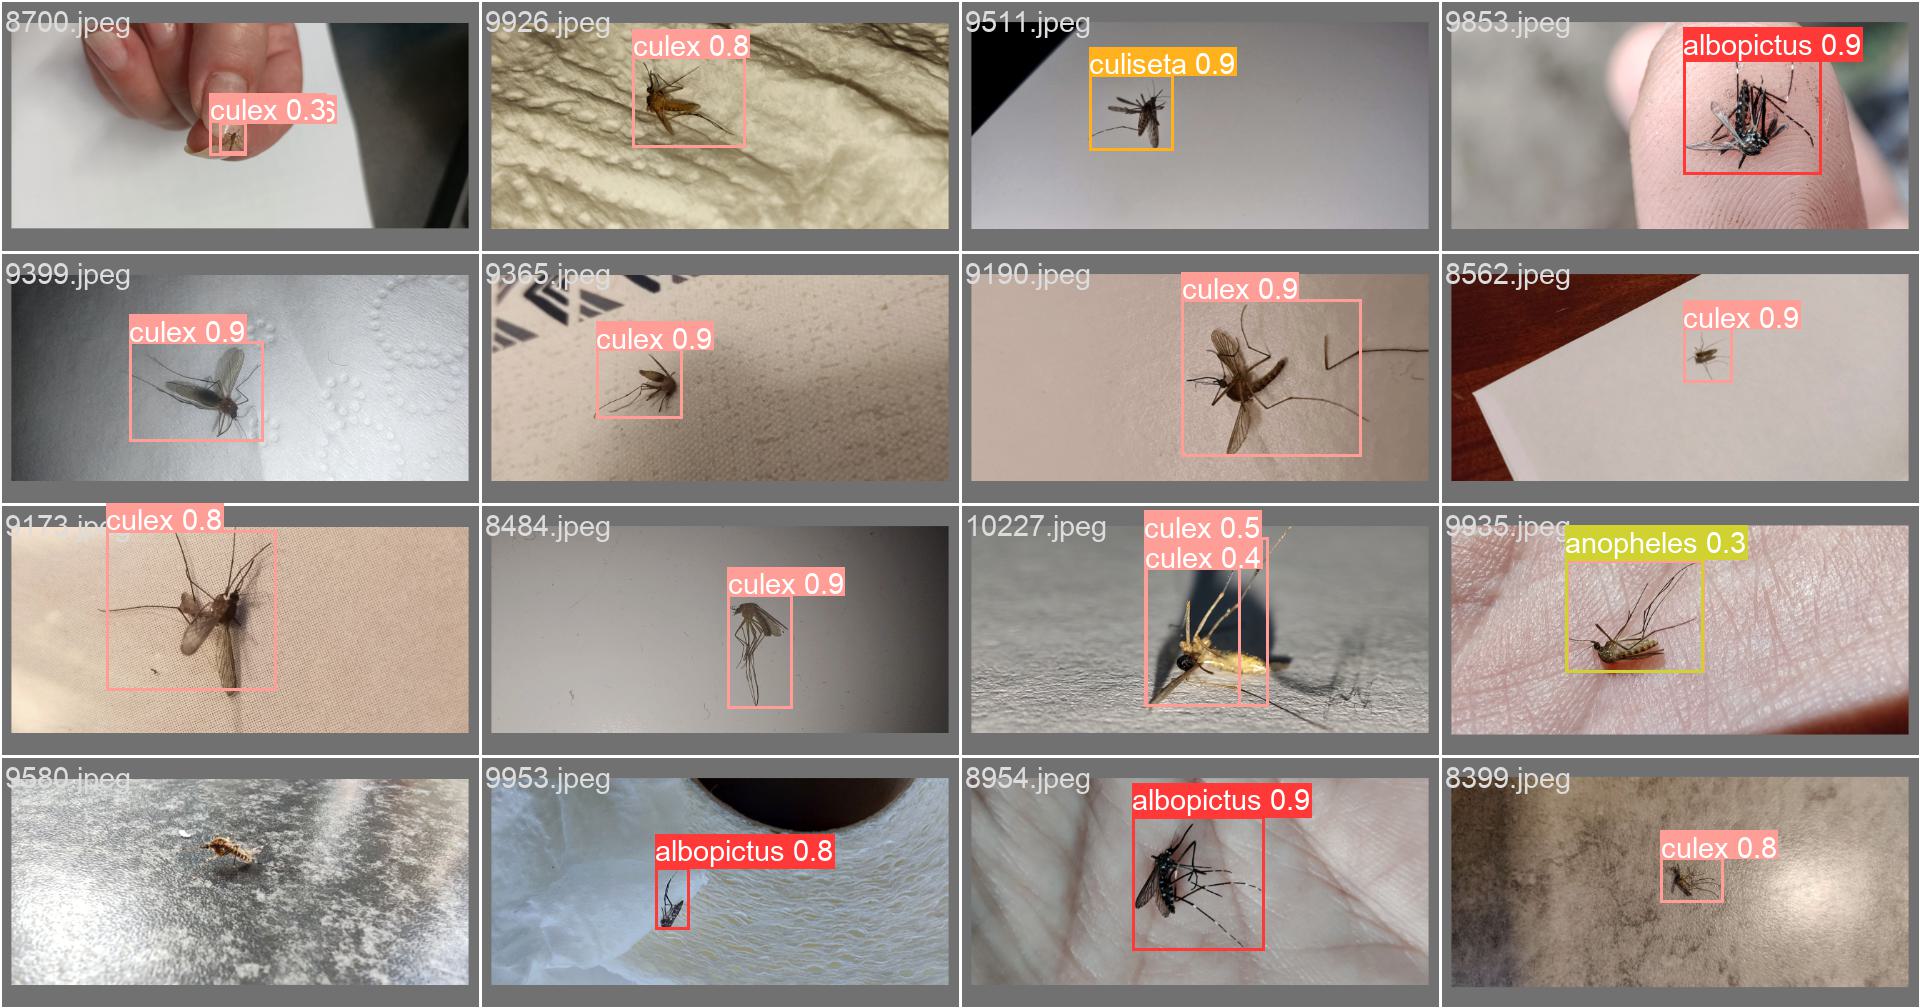 8700.jpeg
culex 0.3
9926.jpeg
culex 0.8
9511.jpeg
culiseta 0.9
9853.jpeg
albopictus 0.9
9399.jpeg
culex 0.9
9365.jpeg
culex 0.9
9190.jpeg
culex 0.9
8562.jpeg
culex 0.9
9173.jpeg
culex 0.8
8484.jpeg
culex 0.9
10227.jpeg
culex 0.5
culex 0.4
9935.jpeg
anopheles 0.3
9580.jpeg
9953.jpeg
albopictus 0.8
8954.jpeg
albopictus 0.9
8399.jpeg
culex 0.8